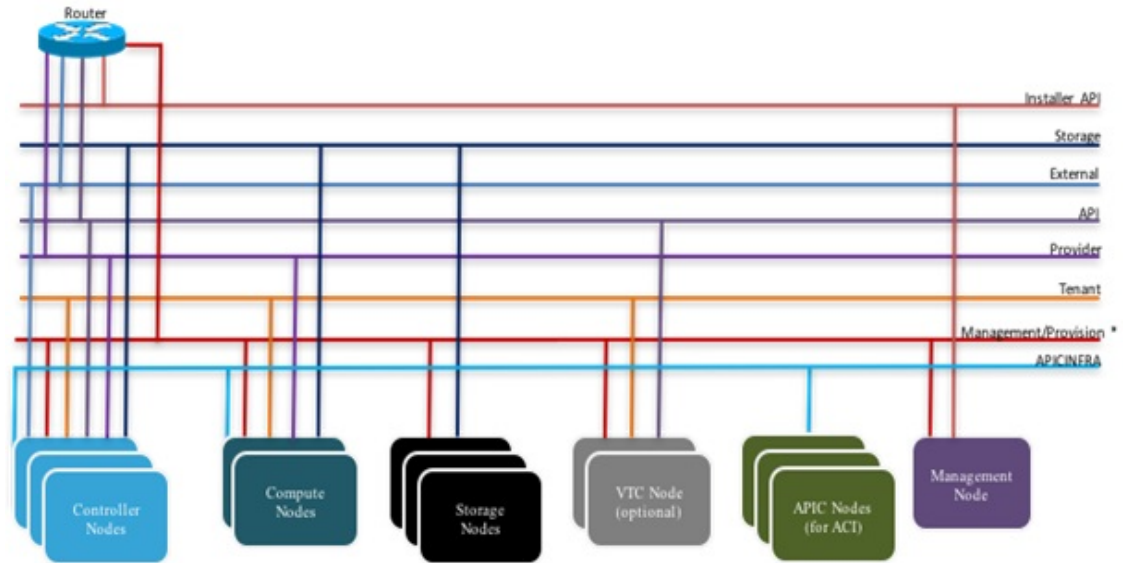 Router
Installer API
Storage
External
API
Provider
Tenant
Management/Provision *
APICINFRA
Controller
Nodes
Compute
Nodes
Storage
Nodes
VTC Node
(optional)
APIC Nodes
(for ACI)
Management
Node